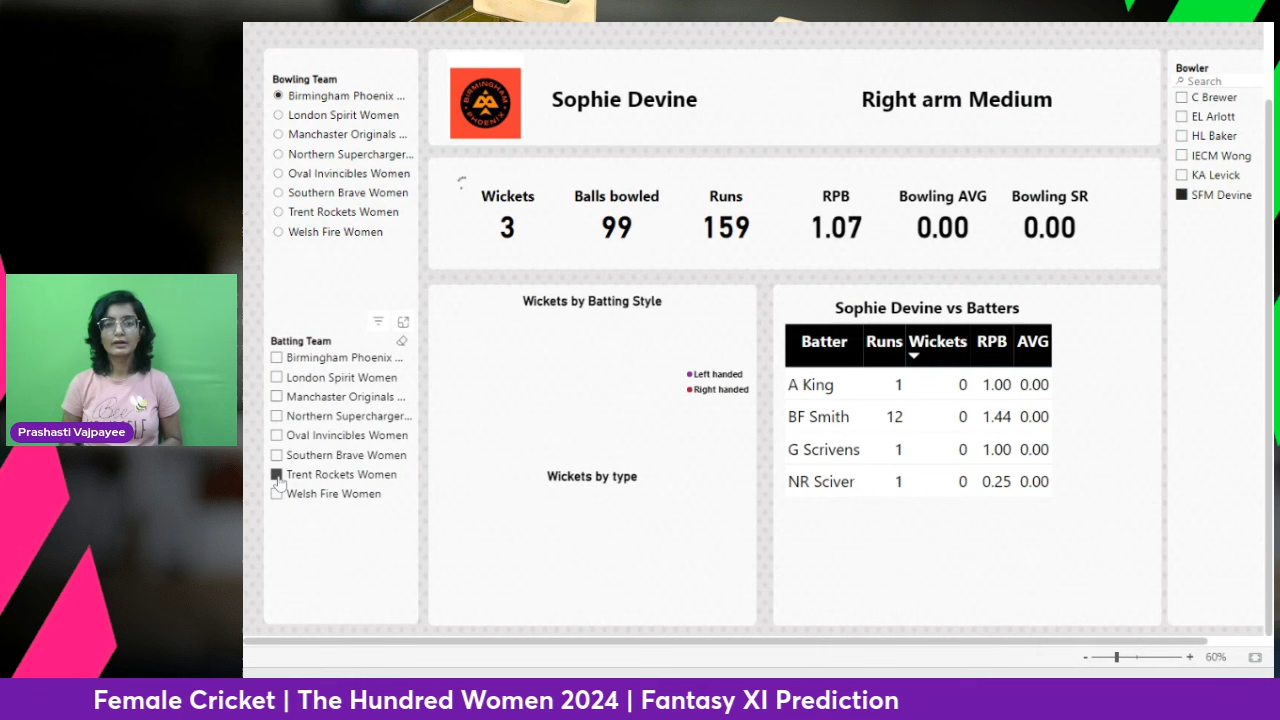 Bowling Team
Birmingham Phoenix ...
London Spirit Women
Manchaster Originals ...
Northern Supercharger...
Oval Invincibles Women
Southern Brave Women
Trent Rockets Women
Welsh Fire Women
Batting Team
Birmingham Phoenix ...
London Spirit Women
Manchaster Originals ...
Northern Supercharger...
Oval Invincibles Women
Southern Brave Women
Trent Rockets Women
Welsh Fire Women
BIRMINGHAM
PHOENIX
Sophie Devine
Right arm Medium
Wickets Balls bowled Runs RPB Bowling AVG Bowling SR
3 99 159 1.07 0.00 0.00
Wickets by Batting Style
Left handed
Right handed
Wickets by type
Sophie Devine vs Batters
Batter Runs Wickets RPB AVG
A King 1 0 1.00 0.00
BF Smith 12 0 1.44 0.00
G Scrivens 1 0 1.00 0.00
NR Sciver 1 0 0.25 0.00
Bowler
Search
C Brewer
EL Arlott
HL Baker
IECM Wong
KA Levick
SFM Devine
- + 60%
Bee
Prashasti Vajpayee
Female Cricket | The Hundred Women 2024 | Fantasy XI Prediction